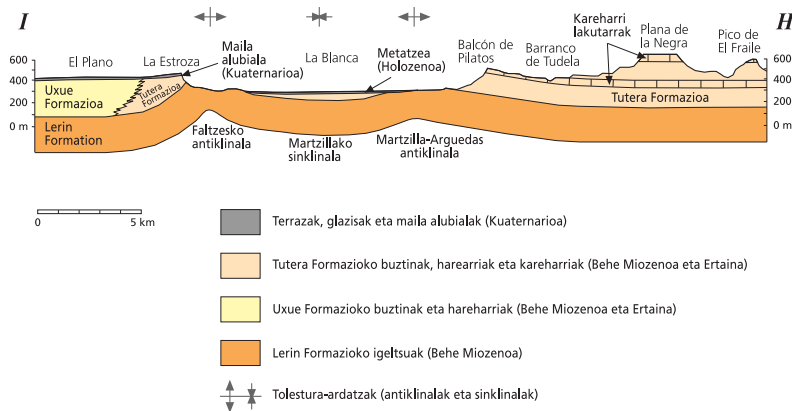 I
H
El Plano
La Estroza
Maila
alubiala
(Kuaternarioa)
La Blanca
Metatzea
(Holozenoa)
Balcón de
Pilatos
Barranco
de Tudela
Kareharri
lakutarrak
Plana de
la Negra
Pico de
El Fraile
600
400
200
0 m
600
400
200
0 m
Uxue
Formazioa
Tutera
Formazioa
Tutera Formazioa
Lerin
Formation
Faltzesko
antiklinala
Martzillako
sinklinala
Martzilla-Arguedas
antiklinala
0
5 km
Terrazak, glazisak eta maila alubialak (Kuaternarioa)
Tutera Formazioko buztinak, harearriak eta kareharriak (Behe Miozenoa eta Ertaina)
Uxue Formazioko buztinak eta hareharriak (Behe Miozenoa eta Ertaina)
Lerin Formazioko igeltsuak (Behe Miozenoa)
Tolestura-ardatzak (antiklinalak eta sinklinalak)